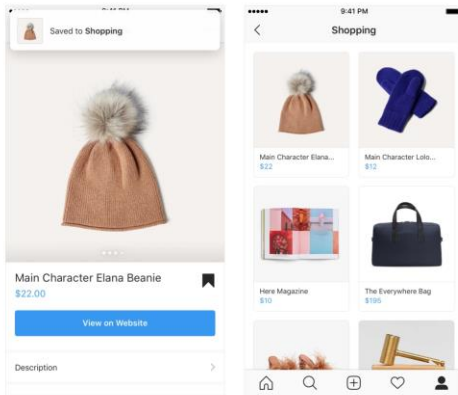 Saved to Shopping
Main Character Elana Beanie
$22.00
View on Website
Description
9:41 PM
Shopping
Main Character Elana...
$22
Main Character Lolo...
$12
Here Magazine
$10
The Everywhere Bag
$195